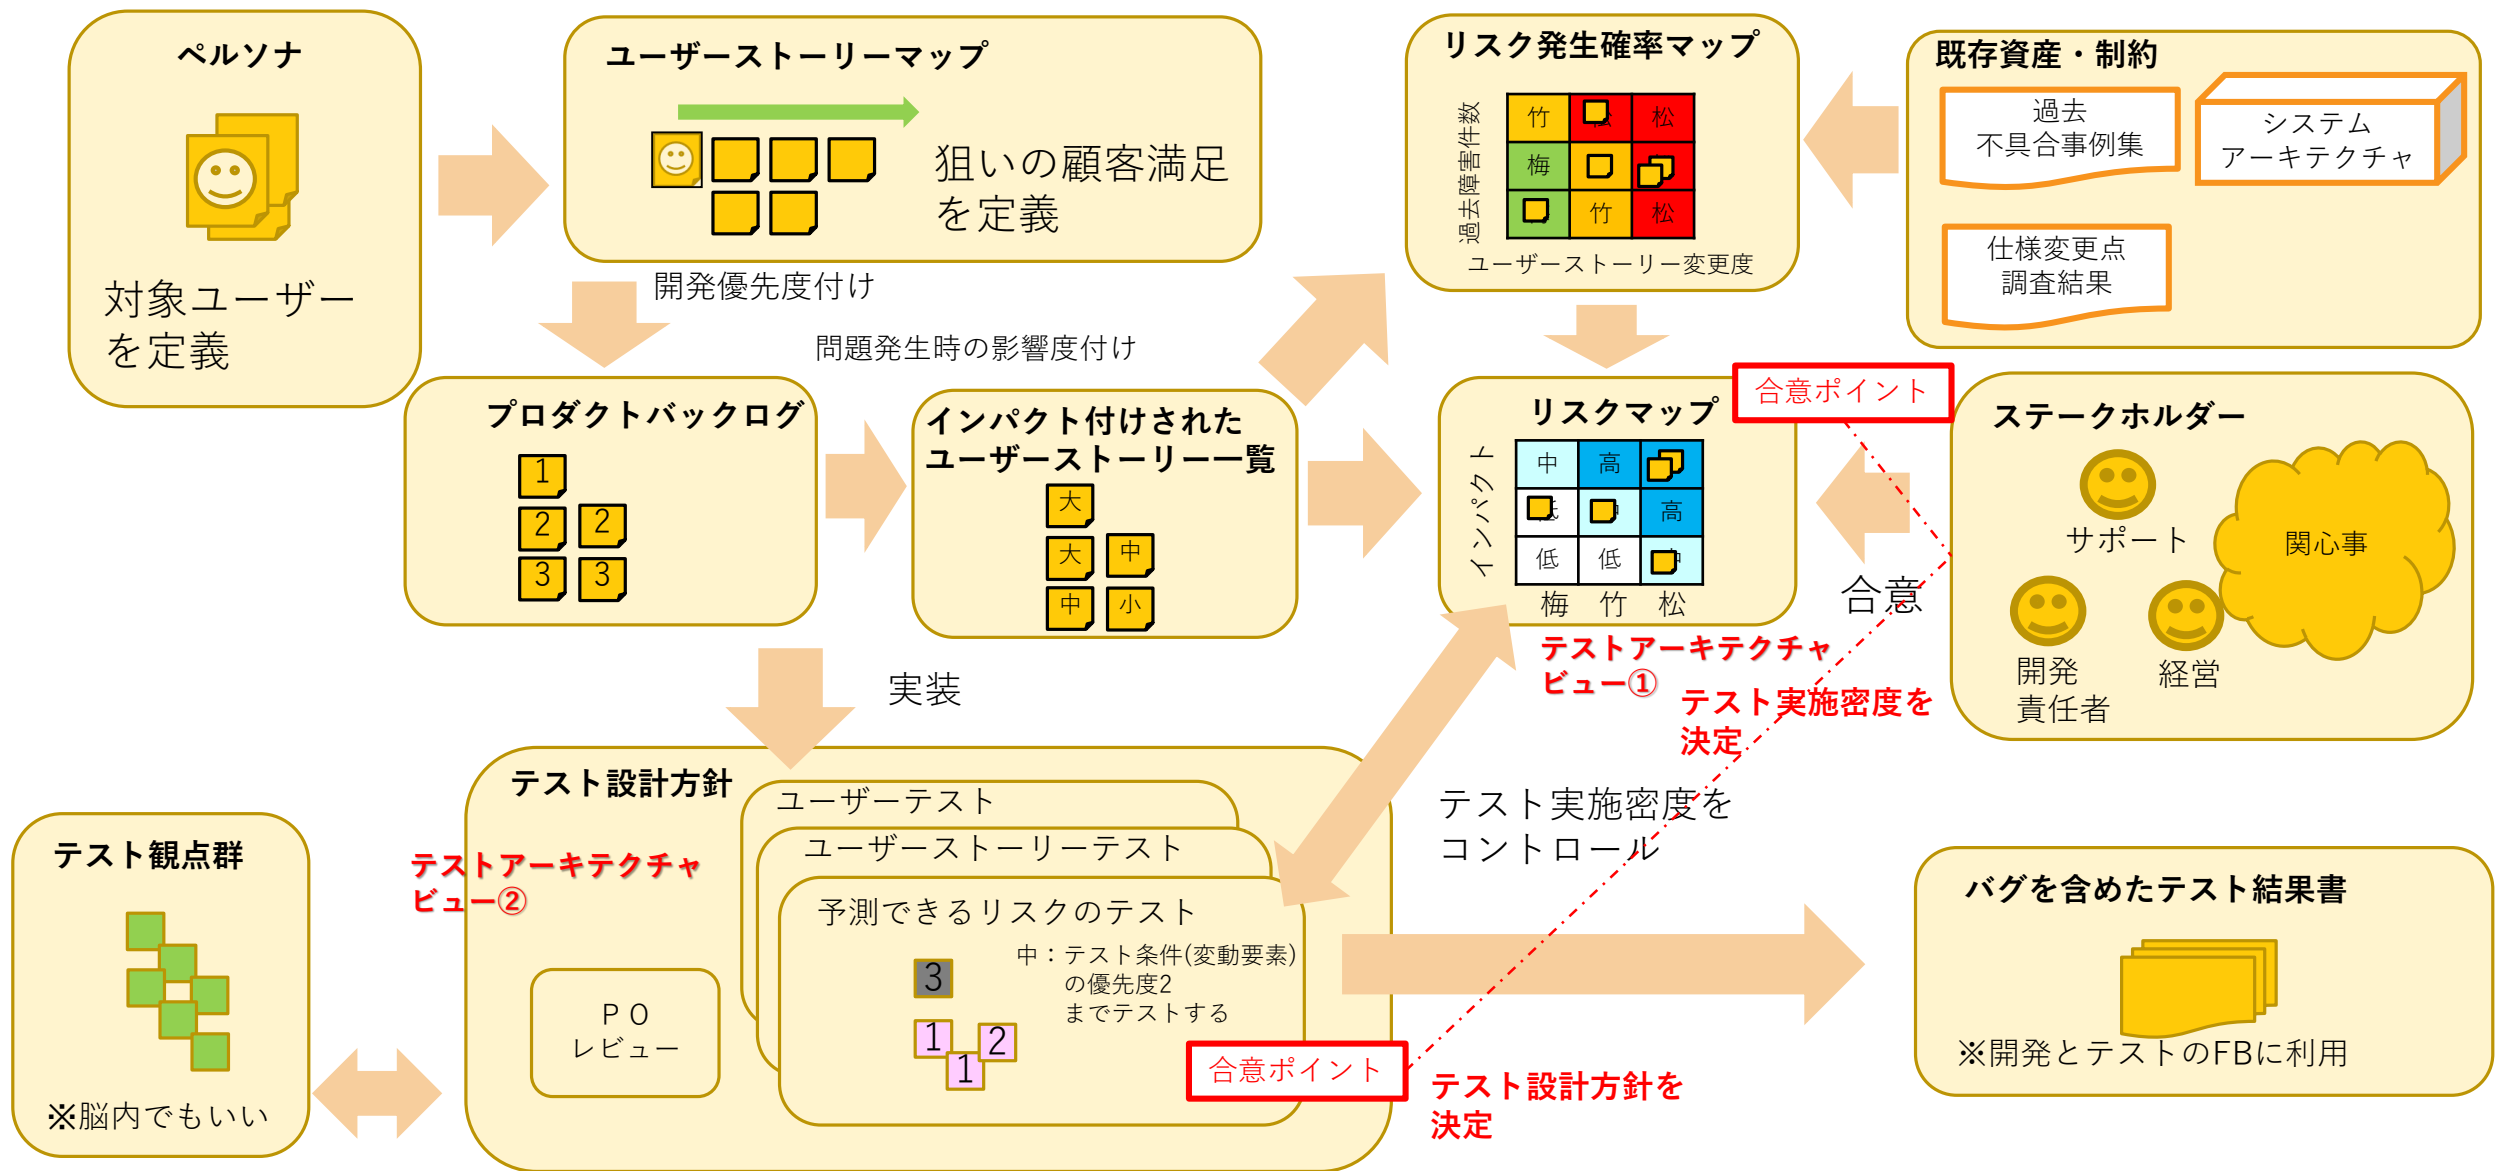 ペルソナ
対象ユーザー
を定義
ユーザーストーリーマップ
狙いの顧客満足
を定義
リスク発生確率マップ
過去障害件数
竹
松
松
梅
竹
松
ユーザーストーリー変更度
既存資産・制約
過去
不具合事例集
システム
アーキテクチャ
仕様変更点
調査結果
開発優先度付け
問題発生時の影響度付け
プロダクトバックログ
1
2
2
3
3
インパクト付けされた
ユーザーストーリー一覧
大
大
中
中
小
リスクマップ
インパクト
中
高
低
中
高
低
低
中
梅
竹
松
合意ポイント
ステークホルダー
サポート
開発
責任者
経営
関心事
合意
テストアーキテクチャ
ビュー①
テスト実施密度を
決定
実装
テスト実施密度を
コントロール
テスト設計方針
ユーザーテスト
ユーザーストーリーテスト
予測できるリスクのテスト
中：テスト条件(変動要素)
の優先度2
までテストする
3
1
1
2
テストアーキテクチャ
ビュー②
ＰＯ
レビュー
テスト観点群
※脳内でもいい
合意ポイント
テスト設計方針を
決定
バグを含めたテスト結果書
※開発とテストのFBに利用